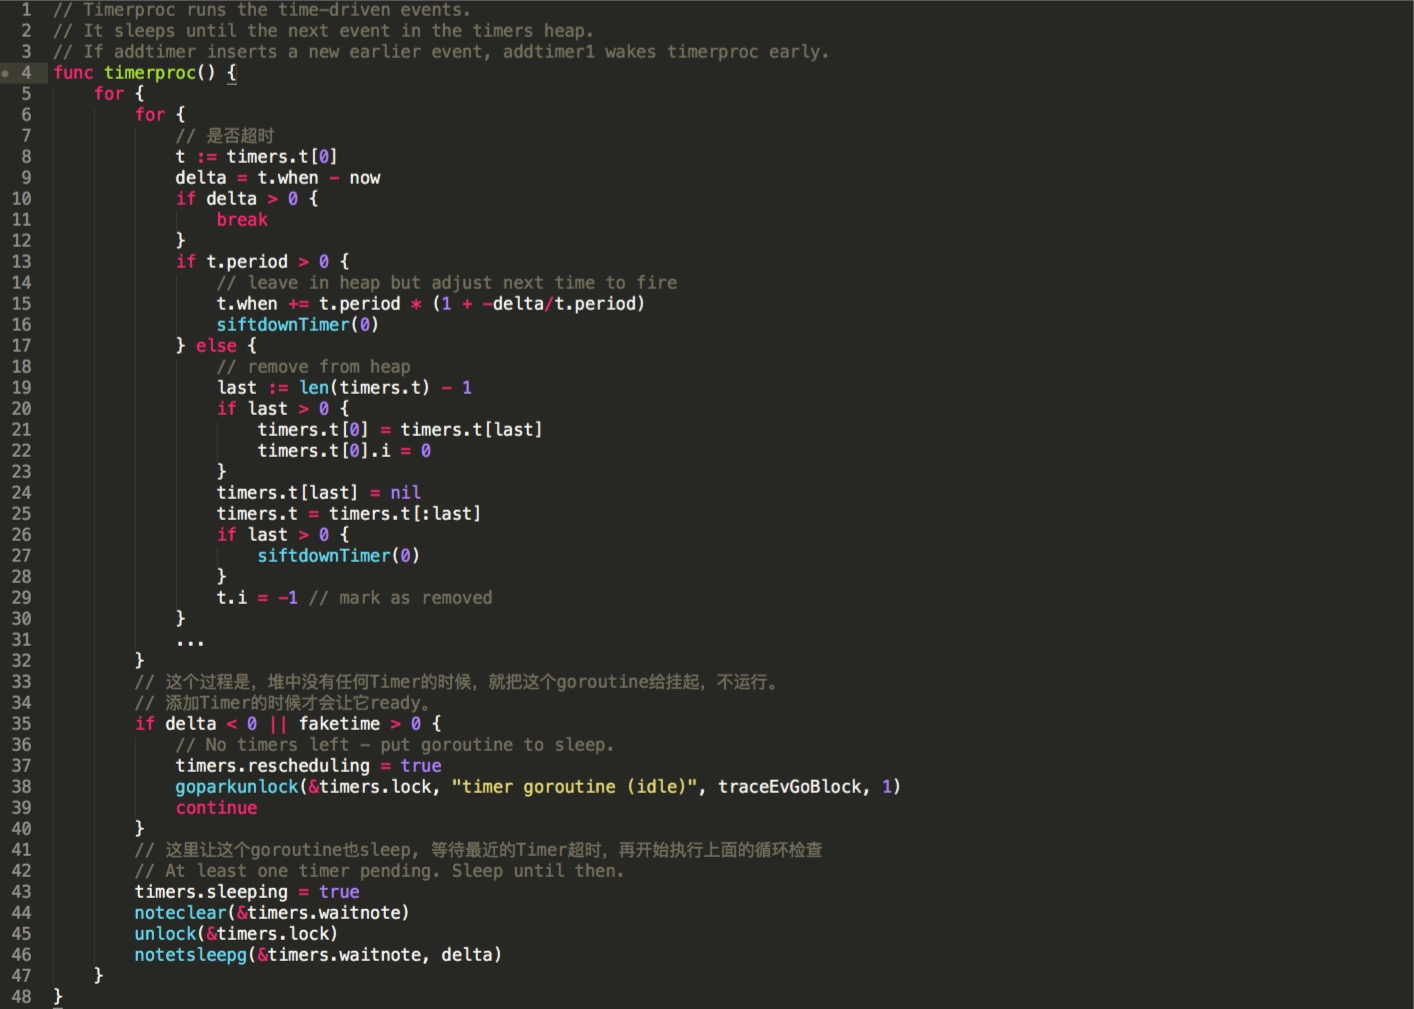 1 // Timerproc runs the time-driven events.
2 // It sleeps until the next event in the timers heap.
3 // If addtimer inserts a new earlier event, addtimer1 wakes timerproc early.
4 func timerproc() {
5     for {
6         for {
7             // 是否超时
8             t := timers.t[0]
9             delta = t.when - now
10             if delta > 0 {
11                 break
12             }
13             if t.period > 0 {
14                 // leave in heap but adjust next time to fire
15                 t.when += t.period * (1 + -delta/t.period)
16                 siftdownTimer(0)
17             } else {
18                 // remove from heap
19                 last := len(timers.t) - 1
20                 if last > 0 {
21                     timers.t[0] = timers.t[last]
22                     timers.t[0].i = 0
23                 }
24                 timers.t[last] = nil
25                 timers.t = timers.t[:last]
26                 if last > 0 {
27                     siftdownTimer(0)
28                 }
29                 t.i = -1 // mark as removed
30             }
31             ...
32         }
33         // 这个过程是，堆中没有任何Timer的时候，就把这个goroutine给挂起，不运行。
34         // 添加Timer的时候才会让它ready。
35         if delta < 0 || faketime > 0 {
36             // No timers left - put goroutine to sleep.
37             timers.rescheduling = true
38             goparkunlock(&timers.lock, "timer goroutine (idle)", traceEvGoBlock, 1)
39             continue
40         }
41         // 这里让这个goroutine也sleep, 等待最近的Timer超时，再开始执行上面的循环检查
42         // At least one timer pending. Sleep until then.
43         timers.sleeping = true
44         noteclear(&timers.waitnote)
45         unlock(&timers.lock)
46         notetsleepg(&timers.waitnote, delta)
47     }
48 }